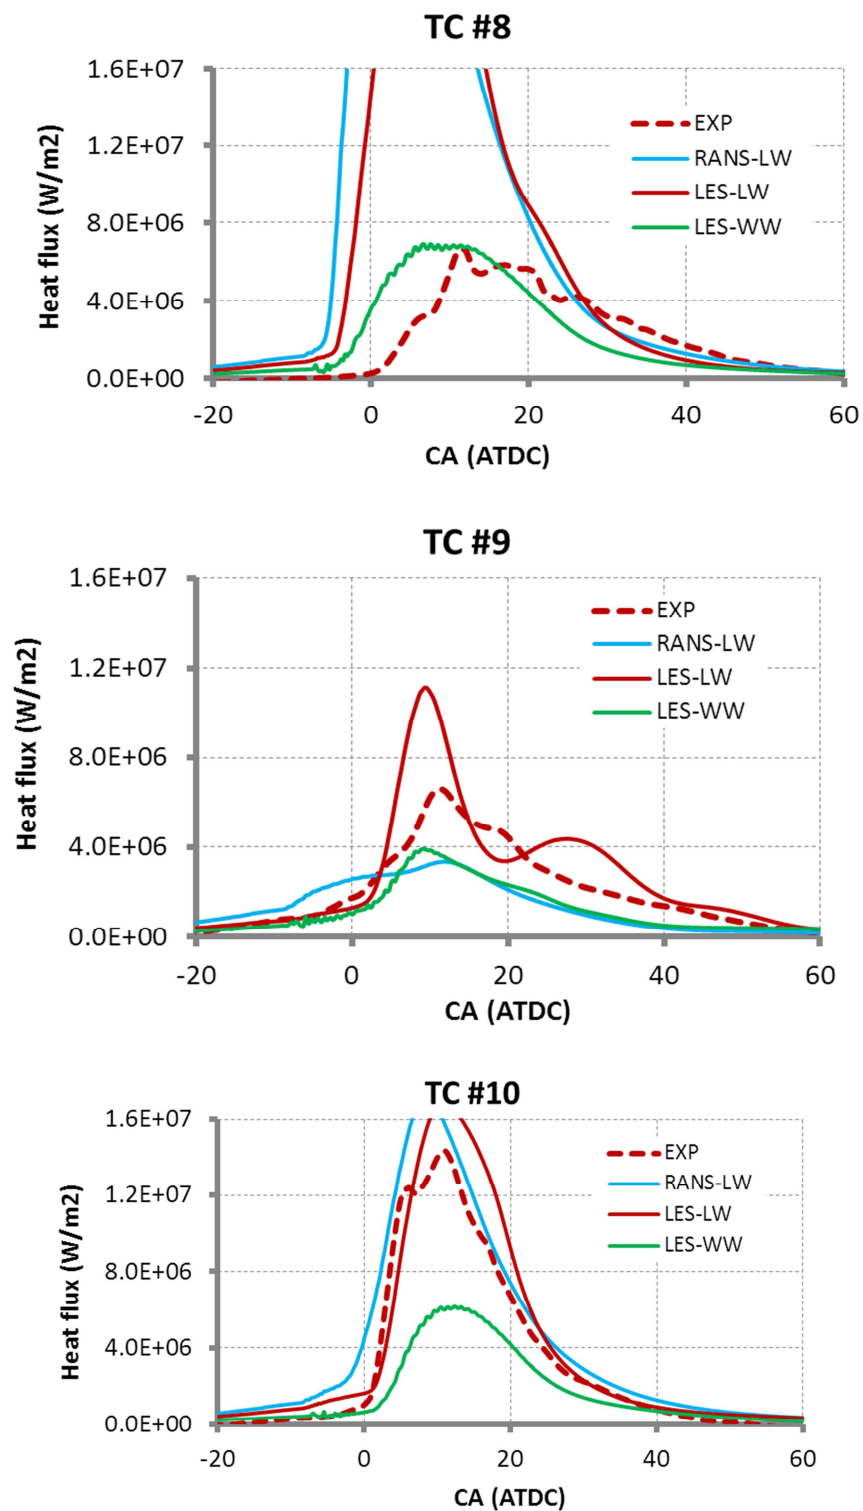 TC #8
1.6E+07
1.2E+07
8.0E+06
4.0E+06
0.0E+00
Heat flux (W/m2)
EXP
RANS-LW
LES-LW
LES-WW
-20
0
20
40
60
CA (ATDC)
TC #9
1.6E+07
1.2E+07
8.0E+06
4.0E+06
0.0E+00
Heat flux (W/m2)
EXP
RANS-LW
LES-LW
LES-WW
-20
0
20
40
60
CA (ATDC)
TC #10
1.6E+07
1.2E+07
8.0E+06
4.0E+06
0.0E+00
Heat flux (W/m2)
EXP
RANS-LW
LES-LW
LES-WW
-20
0
20
40
60
CA (ATDC)